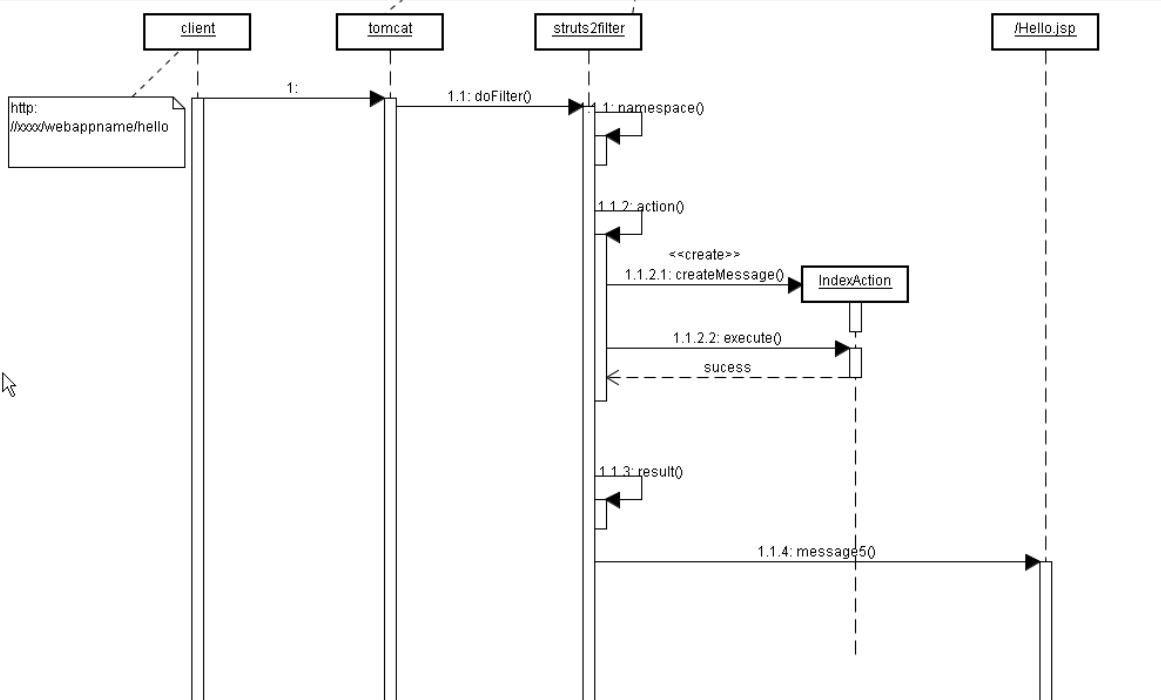 client
tomcat
struts2filter
/Hello.jsp
http:
//xxxx/webappname/hello
1:
1.1: doFilter()
1.1: namespace()
1.1.2: action()
<<create>>
1.1.2.1: createMessage()
IndexAction
1.1.2.2: execute()
sucess
1.1.3: result()
1.1.4: message5()